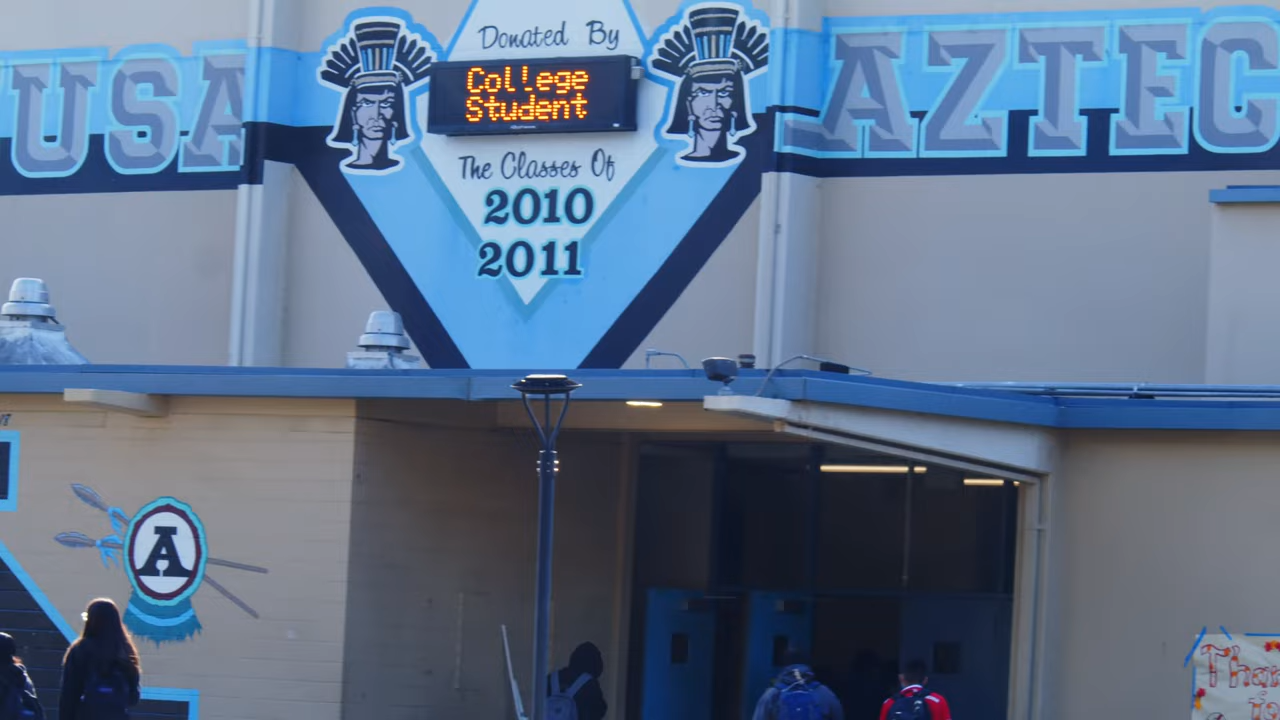 Donated By
USA
College
Student
AZTEC
The Classes Of
2010
2011
A